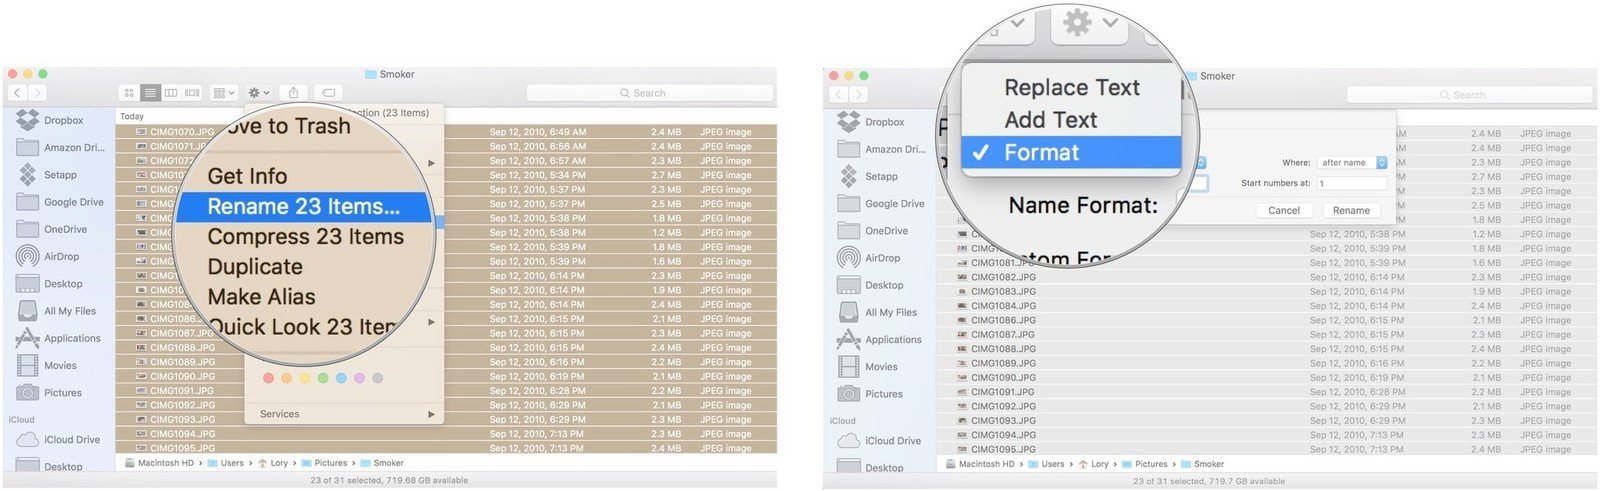 Smoker
Search
Dropbox
Amazon Dri...
Setapp
Google Drive
OneDrive
AirDrop
Desktop
All My Files
Applications
Movies
Pictures
iCloud
iCloud Drive
Desktop
Today
ction (23 Items)
ove to Trash
Get Info
Rename 23 Items...
Compress 23 Items
Duplicate
Make Alias
Quick Look 23 Iter
Services
CIMG1070.JPG Sep 12, 2010, 6:49 AM 2.4 MB JPEG image
CIMG1071.JPG Sep 12, 2010, 6:56 AM 2.4 MB JPEG image
CIMG1072 Sep 12, 2010, 6:57 AM 2.3 MB JPEG image
Sep 12, 2010, 5:34 PM 2.4 MB JPEG image
Sep 12, 2010, 5:37 PM 2.3 MB JPEG image
Sep 12, 2010, 5:37 PM 2.5 MB JPEG image
Sep 12, 2010, 5:38 PM 1.8 MB JPEG image
Sep 12, 2010, 5:38 PM 1.2 MB JPEG image
Sep 12, 2010, 5:39 PM 1.8 MB JPEG image
Sep 12, 2010, 5:39 PM 1.6 MB JPEG image
Sep 12, 2010, 6:14 PM 2.3 MB JPEG image
Sep 12, 2010, 6:14 PM 1.9 MB JPEG image
CIMG1084 Sep 12, 2010, 6:14 PM 2.4 MB JPEG image
CIMG1086 Sep 12, 2010, 6:15 PM 2.1 MB JPEG image
CIMG1087.JPG Sep 12, 2010, 6:15 PM 2.3 MB JPEG image
CIMG1088.JPG Sep 12, 2010, 6:15 PM 2.4 MB JPEG image
CIMG1089.JPG Sep 12, 2010, 6:16 PM 2.2 MB JPEG image
CIMG1090.JPG Sep 12, 2010, 6:19 PM 2.1 MB JPEG image
CIMG1091.JPG Sep 12, 2010, 6:28 PM 2.2 MB JPEG image
CIMG1092.JPG Sep 12, 2010, 6:29 PM 2.1 MB JPEG image
CIMG1093.JPG Sep 12, 2010, 6:29 PM 2.3 MB JPEG image
CIMG1094.JPG Sep 12, 2010, 7:13 PM 2.4 MB JPEG image
CIMG1095.JPG Sep 12, 2010, 7:13 PM 2.3 MB JPEG image
Macintosh HD › Users › Lory › Pictures › Smoker
23 of 31 selected, 719.68 GB available
Smoker
Search
Dropbox
Amazon Dri...
Setapp
Google Drive
OneDrive
AirDrop
Desktop
All My Files
Applications
Movies
Pictures
iCloud
iCloud Drive
Desktop
Replace Text
Add Text
✓ Format
Name Format:
tom For
Where: after name
Start numbers at: 1
Cancel Rename
AM 2.4 MB JPEG image
2.4 MB JPEG image
2.3 MB JPEG image
2.4 MB JPEG image
2.3 MB JPEG image
2.5 MB JPEG image
1.8 MB JPEG image
Sep 12, 2010, 5:38 PM 1.2 MB JPEG image
Sep 12, 2010, 5:39 PM 1.8 MB JPEG image
CIMG1081.JPG Sep 12, 2010, 5:39 PM 1.6 MB JPEG image
CIMG1082.JPG Sep 12, 2010, 6:14 PM 2.3 MB JPEG image
CIMG1083.JPG Sep 12, 2010, 6:14 PM 1.9 MB JPEG image
CIMG1084.JPG Sep 12, 2010, 6:14 PM 2.4 MB JPEG image
CIMG1086.JPG Sep 12, 2010, 6:15 PM 2.1 MB JPEG image
CIMG1087.JPG Sep 12, 2010, 6:15 PM 2.3 MB JPEG image
CIMG1088.JPG Sep 12, 2010, 6:15 PM 2.4 MB JPEG image
CIMG1089.JPG Sep 12, 2010, 6:16 PM 2.2 MB JPEG image
CIMG1090.JPG Sep 12, 2010, 6:19 PM 2.1 MB JPEG image
CIMG1091.JPG Sep 12, 2010, 6:28 PM 2.2 MB JPEG image
CIMG1092.JPG Sep 12, 2010, 6:29 PM 2.1 MB JPEG image
CIMG1093.JPG Sep 12, 2010, 6:29 PM 2.3 MB JPEG image
CIMG1094.JPG Sep 12, 2010, 7:13 PM 2.4 MB JPEG image
CIMG1095.JPG Sep 12, 2010, 7:13 PM 2.3 MB JPEG image
Macintosh HD › Users › Lory › Pictures › Smoker
23 of 31 selected, 719.7 GB available